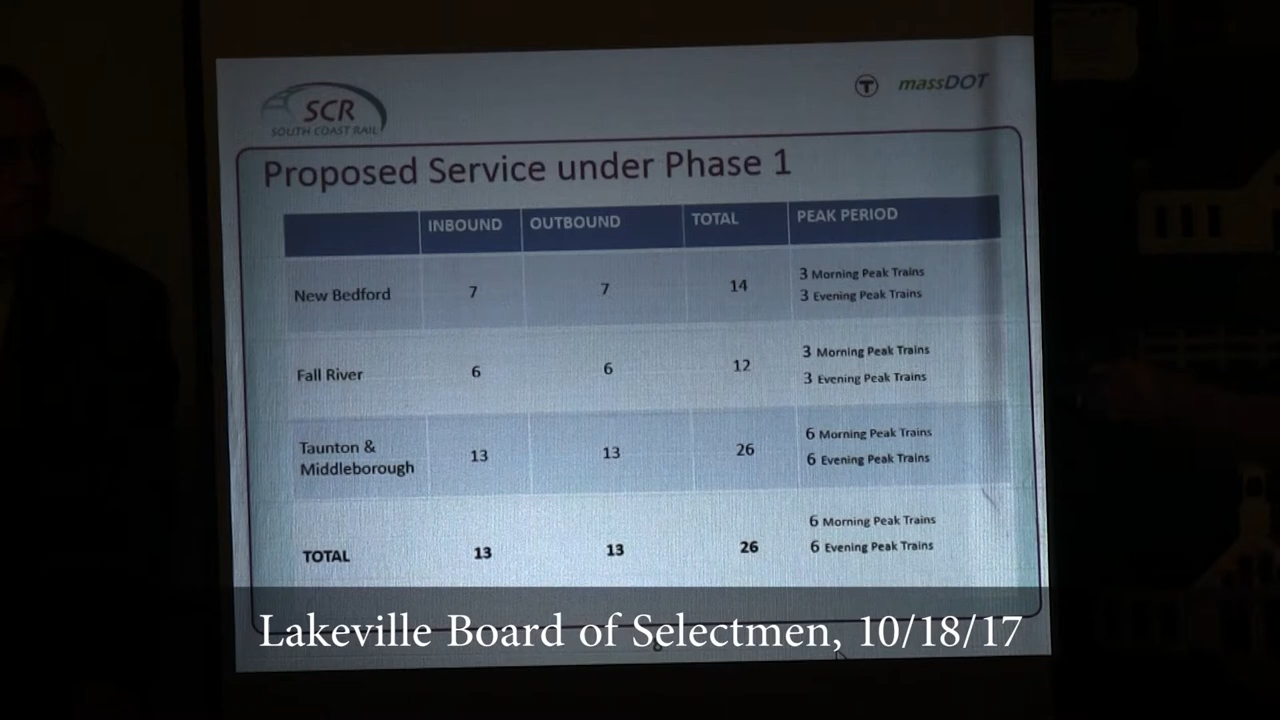 SCR
SOUTH COAST RAIL
T massDOT
Proposed Service under Phase 1
INBOUND OUTBOUND TOTAL PEAK PERIOD
New Bedford 7 7 14 3 Morning Peak Trains
3 Evening Peak Trains
Fall River 6 6 12 3 Morning Peak Trains
3 Evening Peak Trains
Taunton &
Middleborough 13 13 26 6 Morning Peak Trains
6 Evening Peak Trains
TOTAL 13 13 26 6 Morning Peak Trains
6 Evening Peak Trains
Lakeville Board of Selectmen, 10/18/17